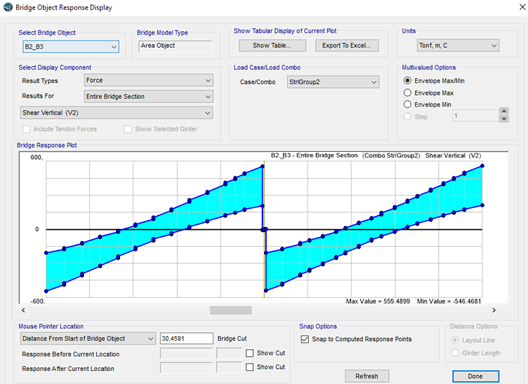 Bridge Object Response Display
Select Bridge Object
B2_B3
Bridge Model Type
Area Object
Show Tabular Display of Current Plot
Show Table...
Export To Excel...
Units
Tonf, m, C
Select Display Component
Result Types
Force
Results For
Entire Bridge Section
Shear Vertical (V2)
Include Tendon Forces
Show Selected Girder
Load Case/Load Combo
Case/Combo
StrIGroup2
Multivalued Options
Envelope Max/Min
Envelope Max
Envelope Min
Step
1
Bridge Response Plot
B2_B3 - Entire Bridge Section (Combo StrIGroup2) Shear Vertical (V2)
600,
0
-600,
Max Value = 559.4899 Min Value = -546.4681
Mouse Pointer Location
Distance From Start of Bridge Object
30,4591
Bridge Cut
Response Before Current Location
Show Cut
Response After Current Location
Show Cut
Snap Options
Snap to Computed Response Points
Distance Options
Layout Line
Girder Length
Refresh
Done